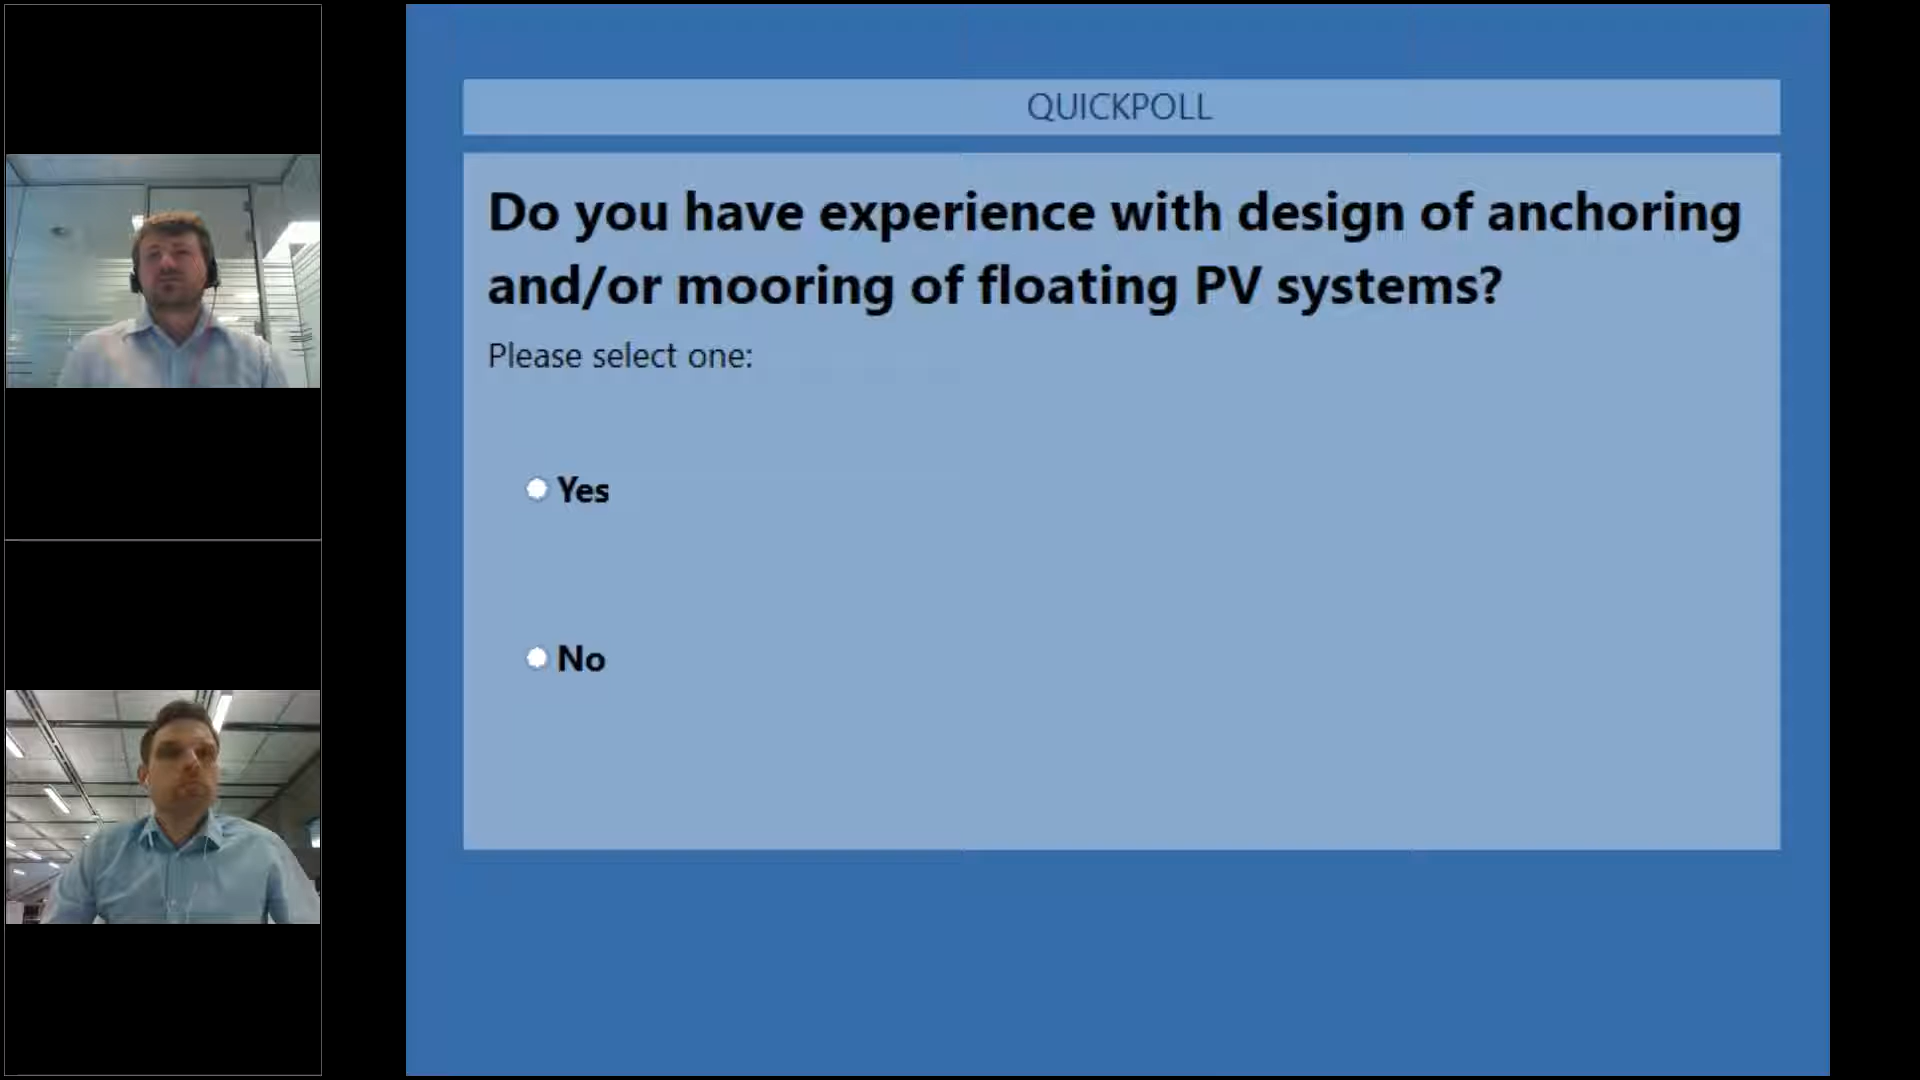 QUICKPOLL
Do you have experience with design of anchoring
and/or mooring of floating PV systems?
Please select one:
Yes
No